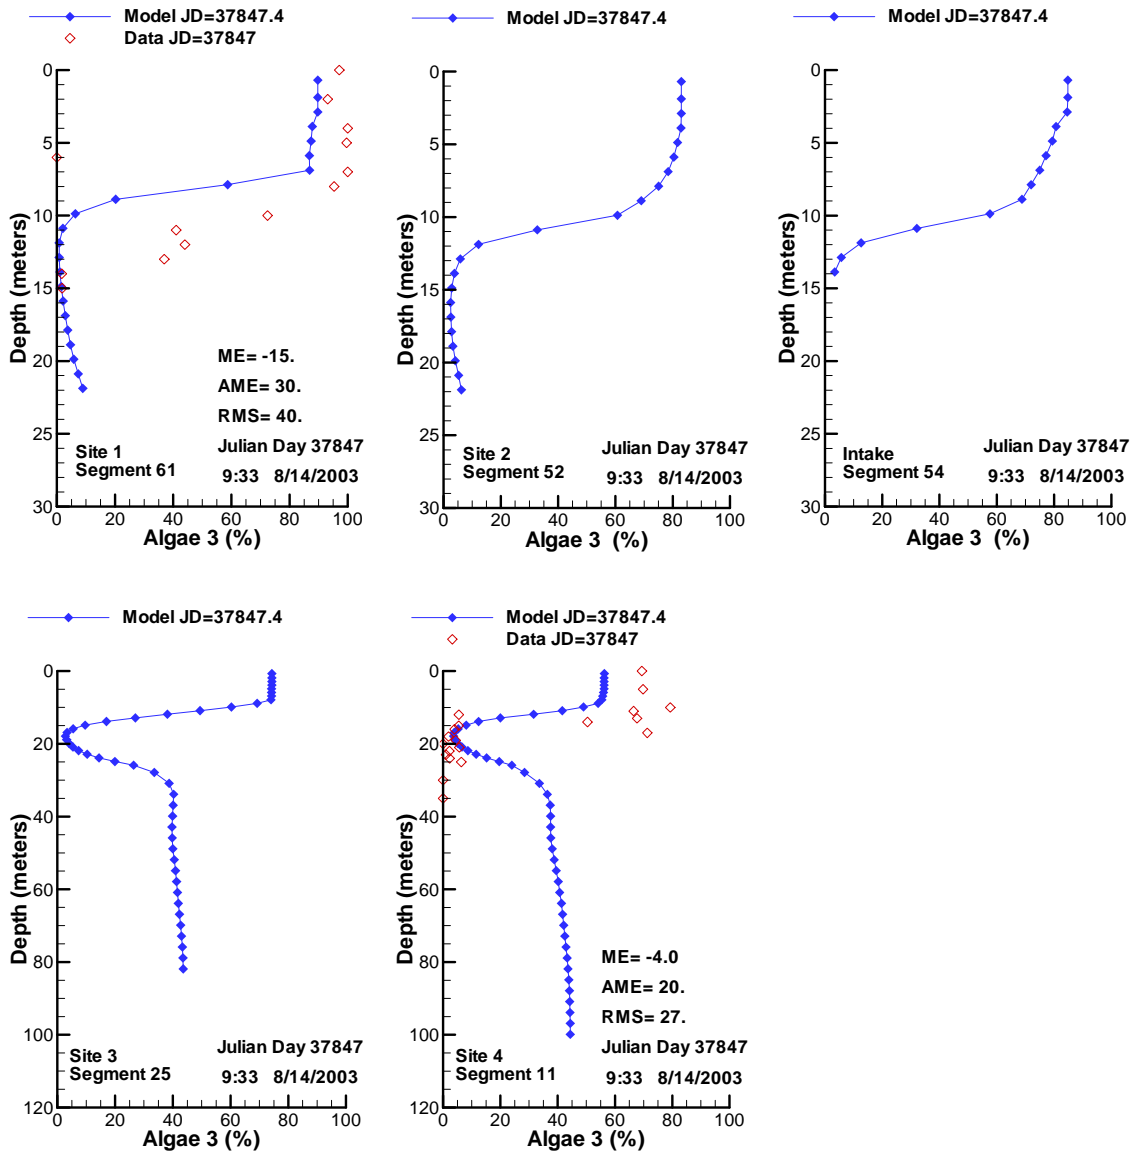 Model JD=37847.4
Data JD=37847
0
5
10
15
20
25
30
0 20 40 60 80 100
Depth (meters)
Algae 3 (%)
ME= -15.
AME= 30.
RMS= 40.
Site 1
Segment 61
Julian Day 37847
9:33 8/14/2003
Model JD=37847.4
0
5
10
15
20
25
30
0 20 40 60 80 100
Depth (meters)
Algae 3 (%)
Site 2
Segment 52
Julian Day 37847
9:33 8/14/2003
Model JD=37847.4
0
5
10
15
20
25
30
0 20 40 60 80 100
Depth (meters)
Algae 3 (%)
Intake
Segment 54
Julian Day 37847
9:33 8/14/2003
Model JD=37847.4
0
20
40
60
80
100
120
0 20 40 60 80 100
Depth (meters)
Algae 3 (%)
Site 3
Segment 25
Julian Day 37847
9:33 8/14/2003
Model JD=37847.4
Data JD=37847
0
20
40
60
80
100
120
0 20 40 60 80 100
Depth (meters)
Algae 3 (%)
ME= -4.0
AME= 20.
RMS= 27.
Site 4
Segment 11
Julian Day 37847
9:33 8/14/2003